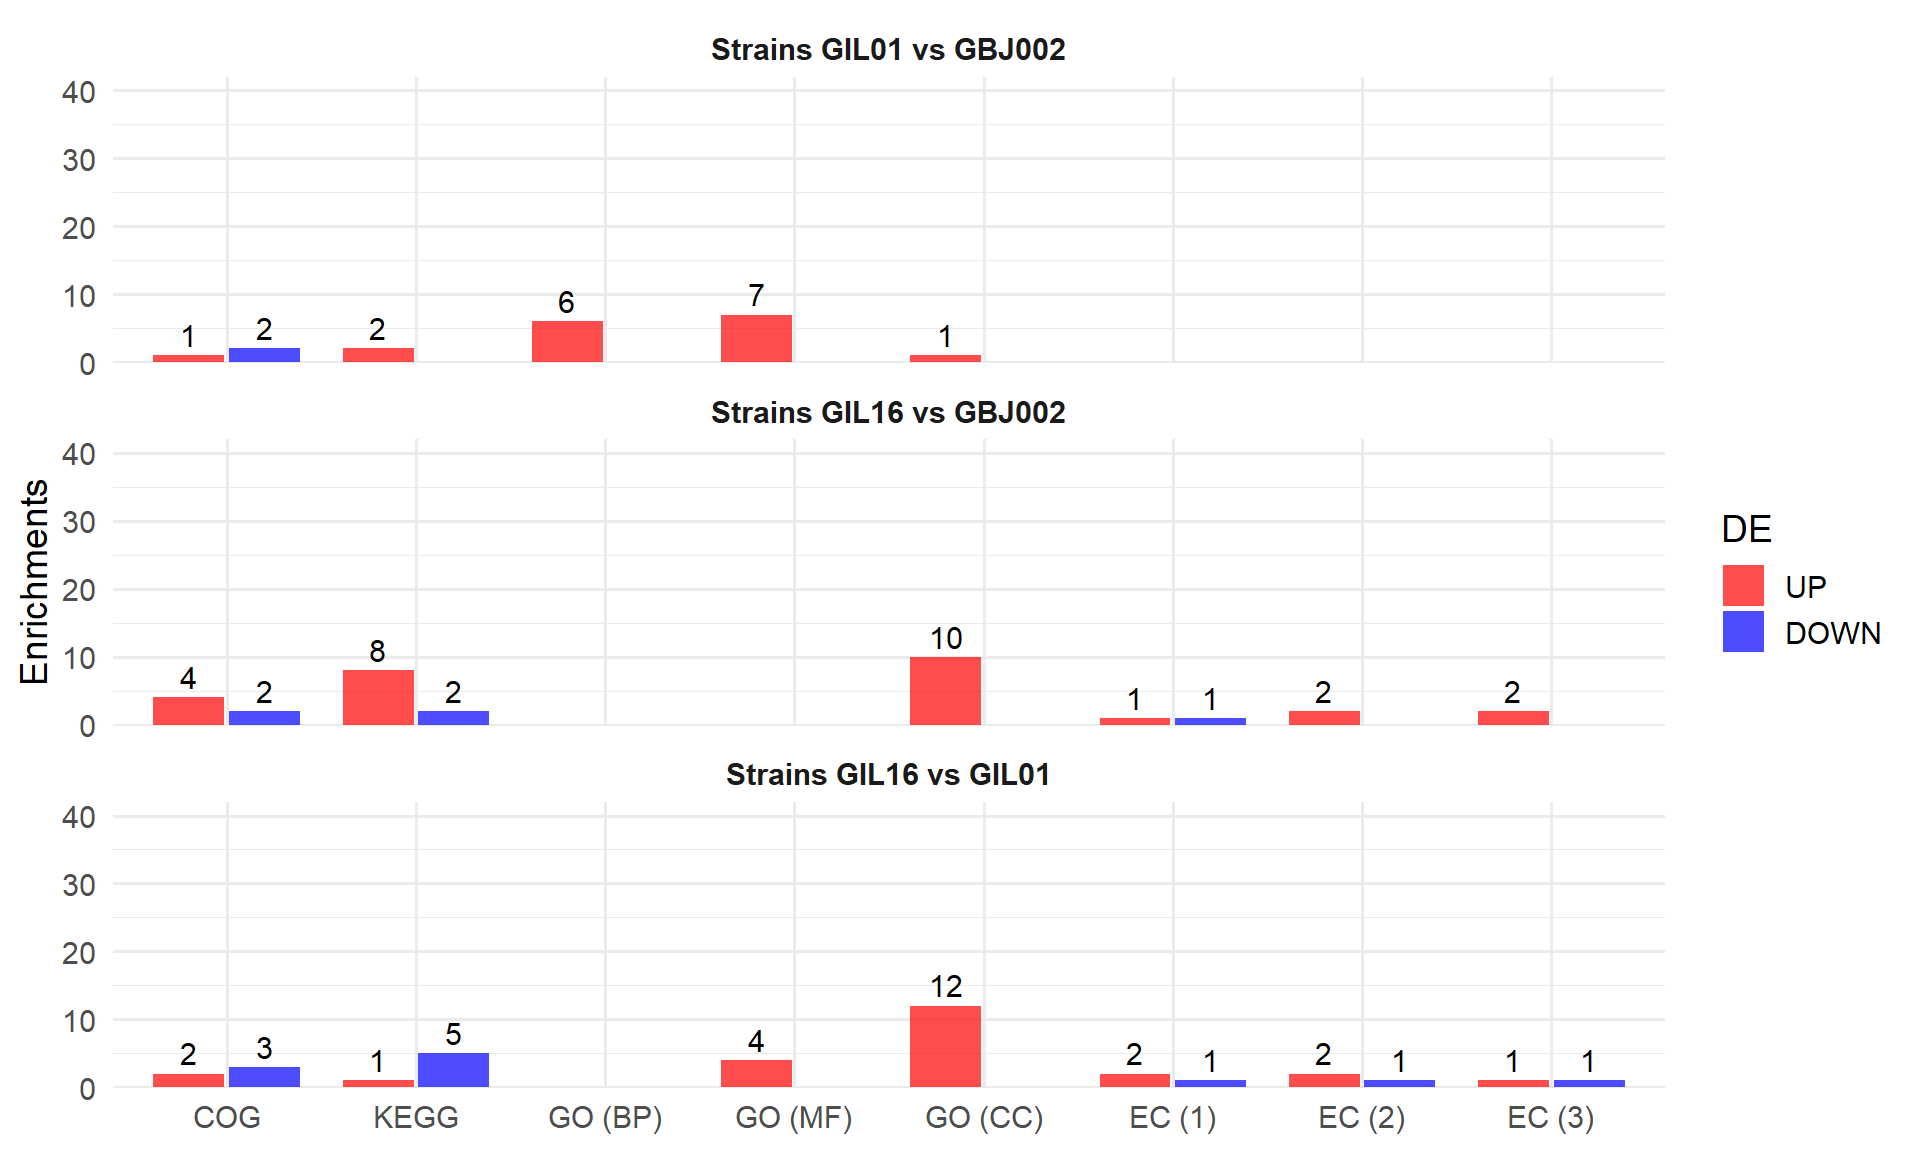 Strains GIL01 vs GBJ002
40
30
20
10
0
1 2 2 6 7 1
Strains GIL16 vs GBJ002
40
30
20
10
0
4 2 8 2 10 1 1 2 2
Strains GIL16 vs GIL01
40
30
20
10
0
2 3 1 5 4 12 2 1 2 1 1 1
COG KEGG GO (BP) GO (MF) GO (CC) EC (1) EC (2) EC (3)
Enrichments
DE
UP
DOWN